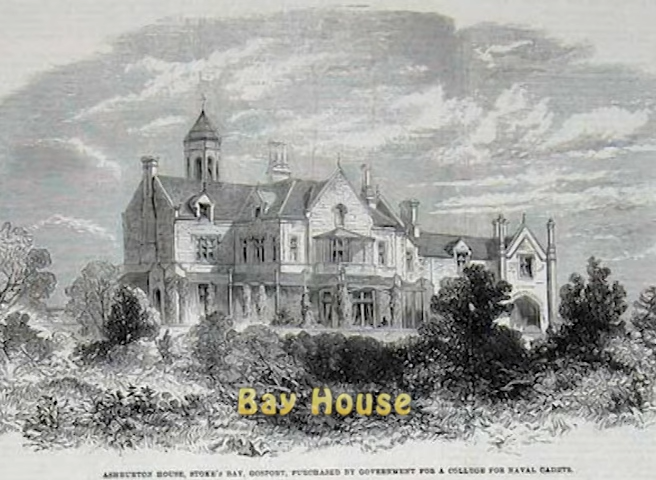 Bay House
ASHBURTON HOUSE, STOKE'S BAY, GOSPORT, PURCHASED BY GOVERNMENT FOR A COLLEGE FOR NAVAL CADETS.